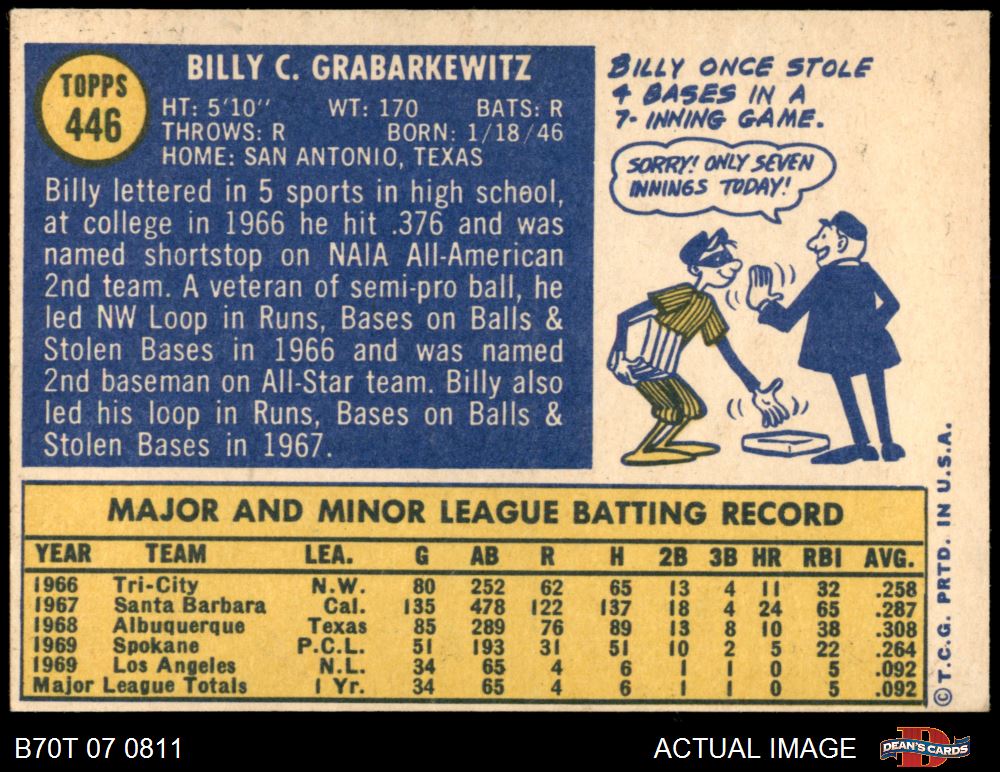 TOPPS
446
BILLY C. GRABARKEWITZ
HT: 5'10" WT: 170 BATS: R
THROWS: R BORN: 1/18/46
HOME: SAN ANTONIO, TEXAS
Billy lettered in 5 sports in high school,
at college in 1966 he hit .376 and was
named shortstop on NAIA All-American
2nd team. A veteran of semi-pro ball, he
led NW Loop in Runs, Bases on Balls &
Stolen Bases in 1966 and was named
2nd baseman on All-Star team. Billy also
led his loop in Runs, Bases on Balls &
Stolen Bases in 1967.
BILLY ONCE STOLE
4 BASES IN A
7-INNING GAME.
SORRY! ONLY SEVEN
INNINGS TODAY!
MAJOR AND MINOR LEAGUE BATTING RECORD
YEAR TEAM LEA. G AB R H 2B 3B HR RBI AVG.
1966 Tri-City N.W. 80 252 62 65 13 4 11 32 .258
1967 Santa Barbara Cal. 135 478 122 137 18 4 24 65 .287
1968 Albuquerque Texas 85 289 76 89 13 8 10 38 .308
1969 Spokane P.C.L. 51 193 31 51 10 2 5 22 .264
1969 Los Angeles N.L. 34 65 4 6 1 1 0 5 .092
Major League Totals 1 Yr. 34 65 4 6 1 1 0 5 .092
© T.C.G. PRTD. IN U.S.A.
B70T 07 0811
ACTUAL IMAGE
DEAN'S CARDS